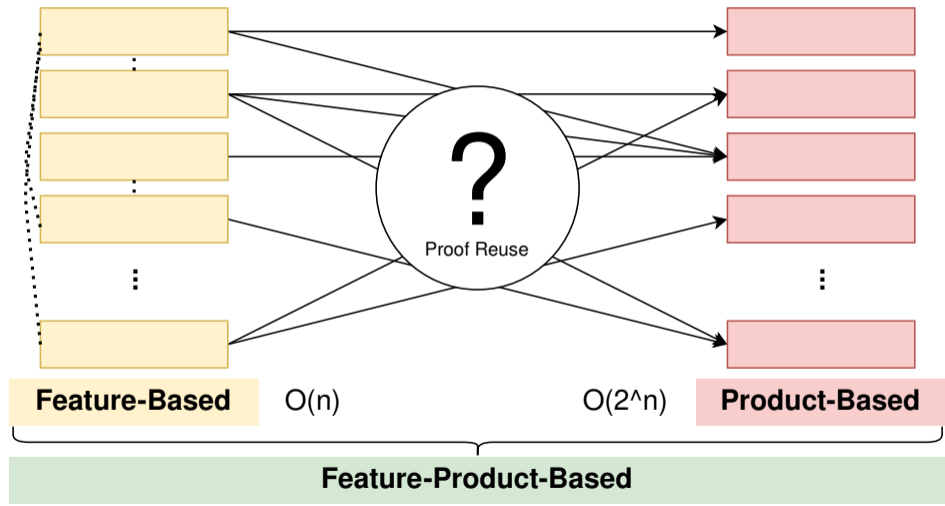 ?
Proof Reuse
Feature-Based
O(n)
O(2^n)
Product-Based
Feature-Product-Based